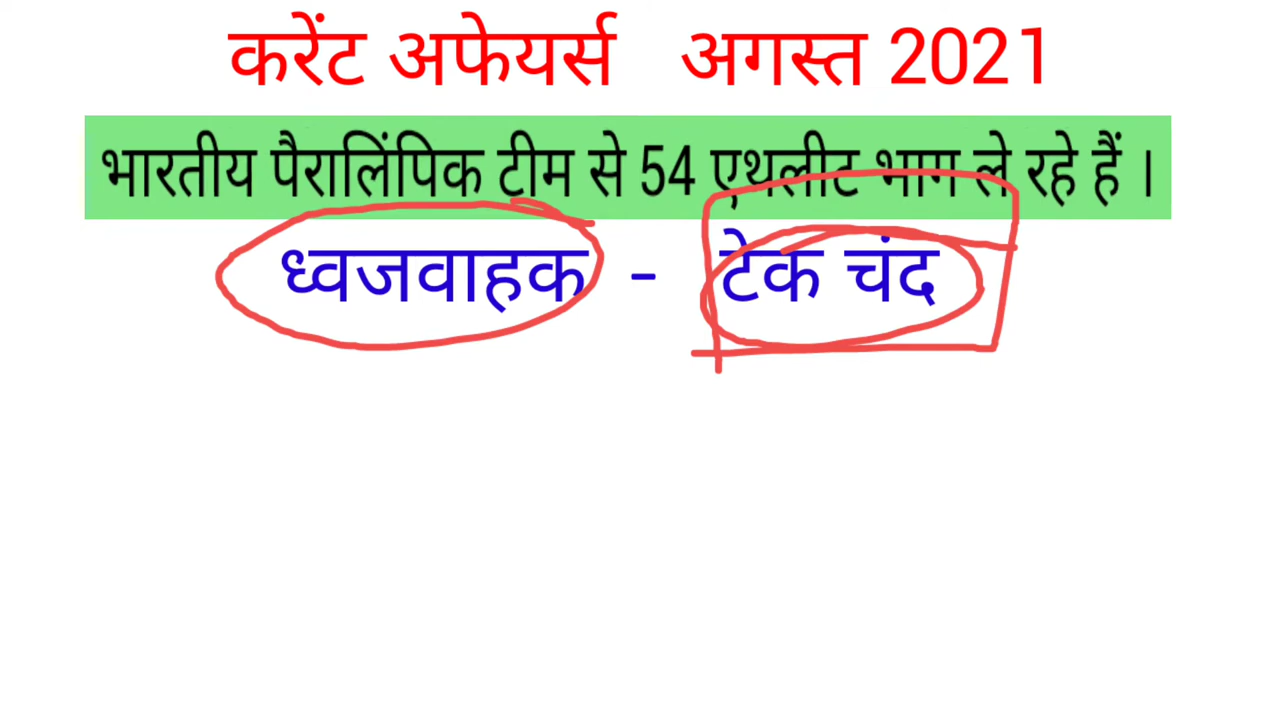 करेंट अफेयर्स अगस्त 2021
भारतीय पैरालिंपिक टीम से 54 एथलीट भाग ले रहे हैं ।
ध्वजवाहक - टेक चंद